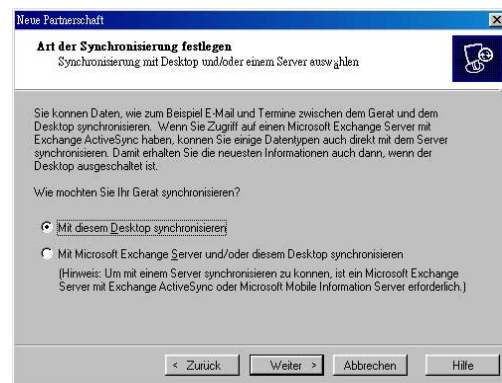 Neue Partnerschaft
Art der Synchronisierung festlegen
Synchronisierung mit Desktop und/oder einem Server auswählen
Sie konnen Daten, wie zum Beispiel E-Mail und Termine zwischen dem Gerat und dem
Desktop synchronisieren. Wenn Sie Zugriff auf einen Microsoft Exchange Server mit
Exchange ActiveSync haben, konnen Sie einige Datentypen auch direkt mit dem Server
synchronisieren. Damit erhalten Sie die neuesten Informationen auch dann, wenn der
Desktop ausgeschaltet ist.
Wie mochten Sie Ihr Gerat synchronisieren?
Mit diesem Desktop synchronisieren
Mit Microsoft Exchange Server und/oder diesem Desktop synchronisieren
(Hinweis: Um mit einem Server synchronisieren zu konnen, ist ein Microsoft Exchange
Server mit Exchange ActiveSync oder Microsoft Mobile Information Server erforderlich.)
< Zurück Weiter > Abbrechen Hilfe